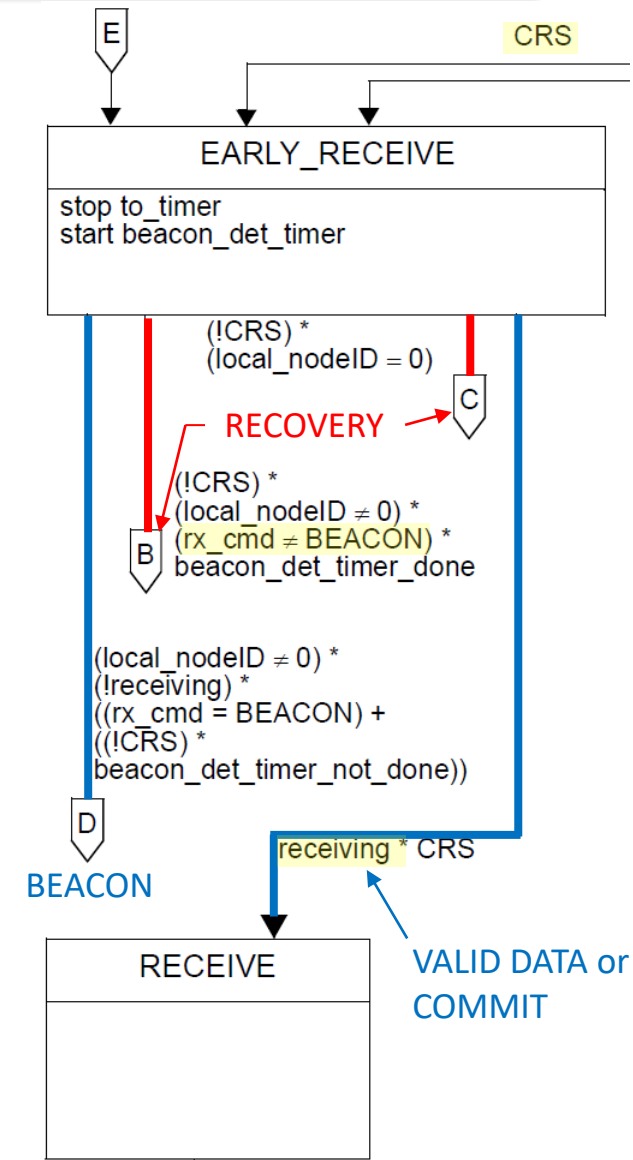 E
CRS
EARLY_RECEIVE
stop to_timer
start beacon_det_timer
(!CRS) *
(local_nodeID = 0)
C
RECOVERY
(!CRS) *
(local_nodeID ≠ 0) *
(rx_cmd ≠ BEACON) *
beacon_det_timer_done
B
(local_nodeID ≠ 0) *
(!receiving) *
((rx_cmd = BEACON) +
((!CRS) *
beacon_det_timer_not_done))
D
BEACON
receiving * CRS
RECEIVE
VALID DATA or
COMMIT